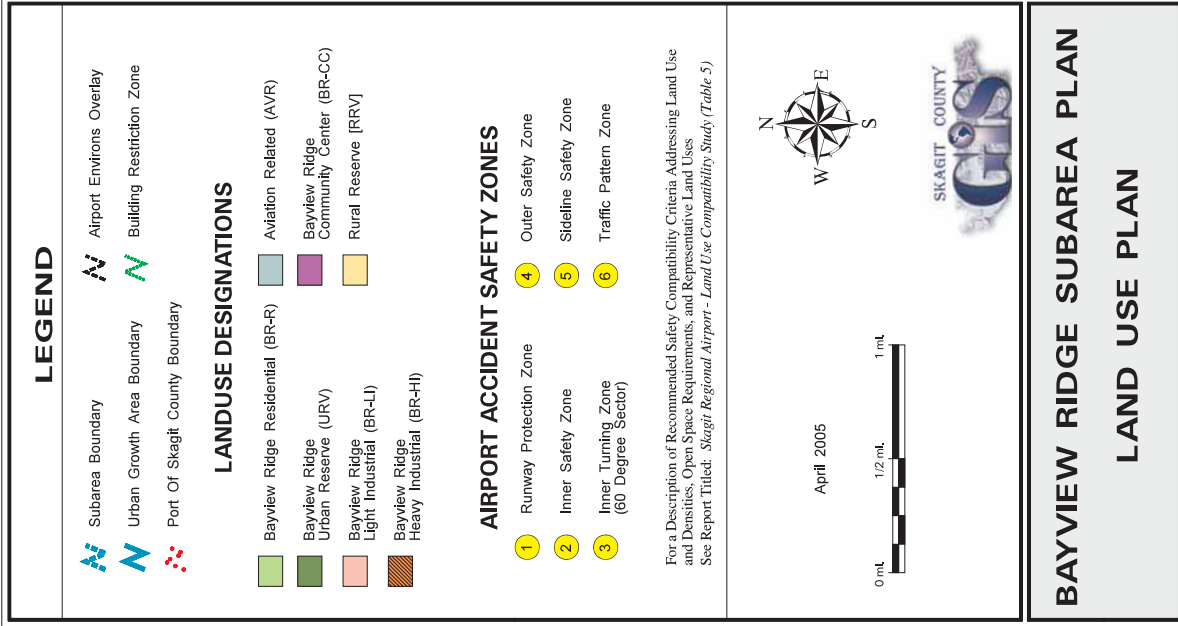 LEGEND
Subarea Boundary
Urban Growth Area Boundary
Port Of Skagit County Boundary
Airport Environs Overlay
Building Restriction Zone
LANDUSE DESIGNATIONS
Bayview Ridge Residential (BR-R)
Bayview Ridge
Urban Reserve (URV)
Bayview Ridge
Light Industrial (BR-LI)
Bayview Ridge
Heavy Industrial (BR-HI)
Aviation Related (AVR)
Bayview Ridge
Community Center (BR-CC)
Rural Reserve [RRV]
AIRPORT ACCIDENT SAFETY ZONES
1 Runway Protection Zone
2 Inner Safety Zone
3 Inner Turning Zone
(60 Degree Sector)
4 Outer Safety Zone
5 Sideline Safety Zone
6 Traffic Pattern Zone
For a Description of Recommended Safety Compatibility Criteria Addressing Land Use
and Densities, Open Space Requirements, and Representative Land Uses
See Report Titled: Skagit Regional Airport - Land Use Compatibility Study (Table 5)
April 2005
N
W E
S
0 mi. 1/2 mi. 1 mi.
SKAGIT COUNTY
GIS
BAYVIEW RIDGE SUBAREA PLAN
LAND USE PLAN